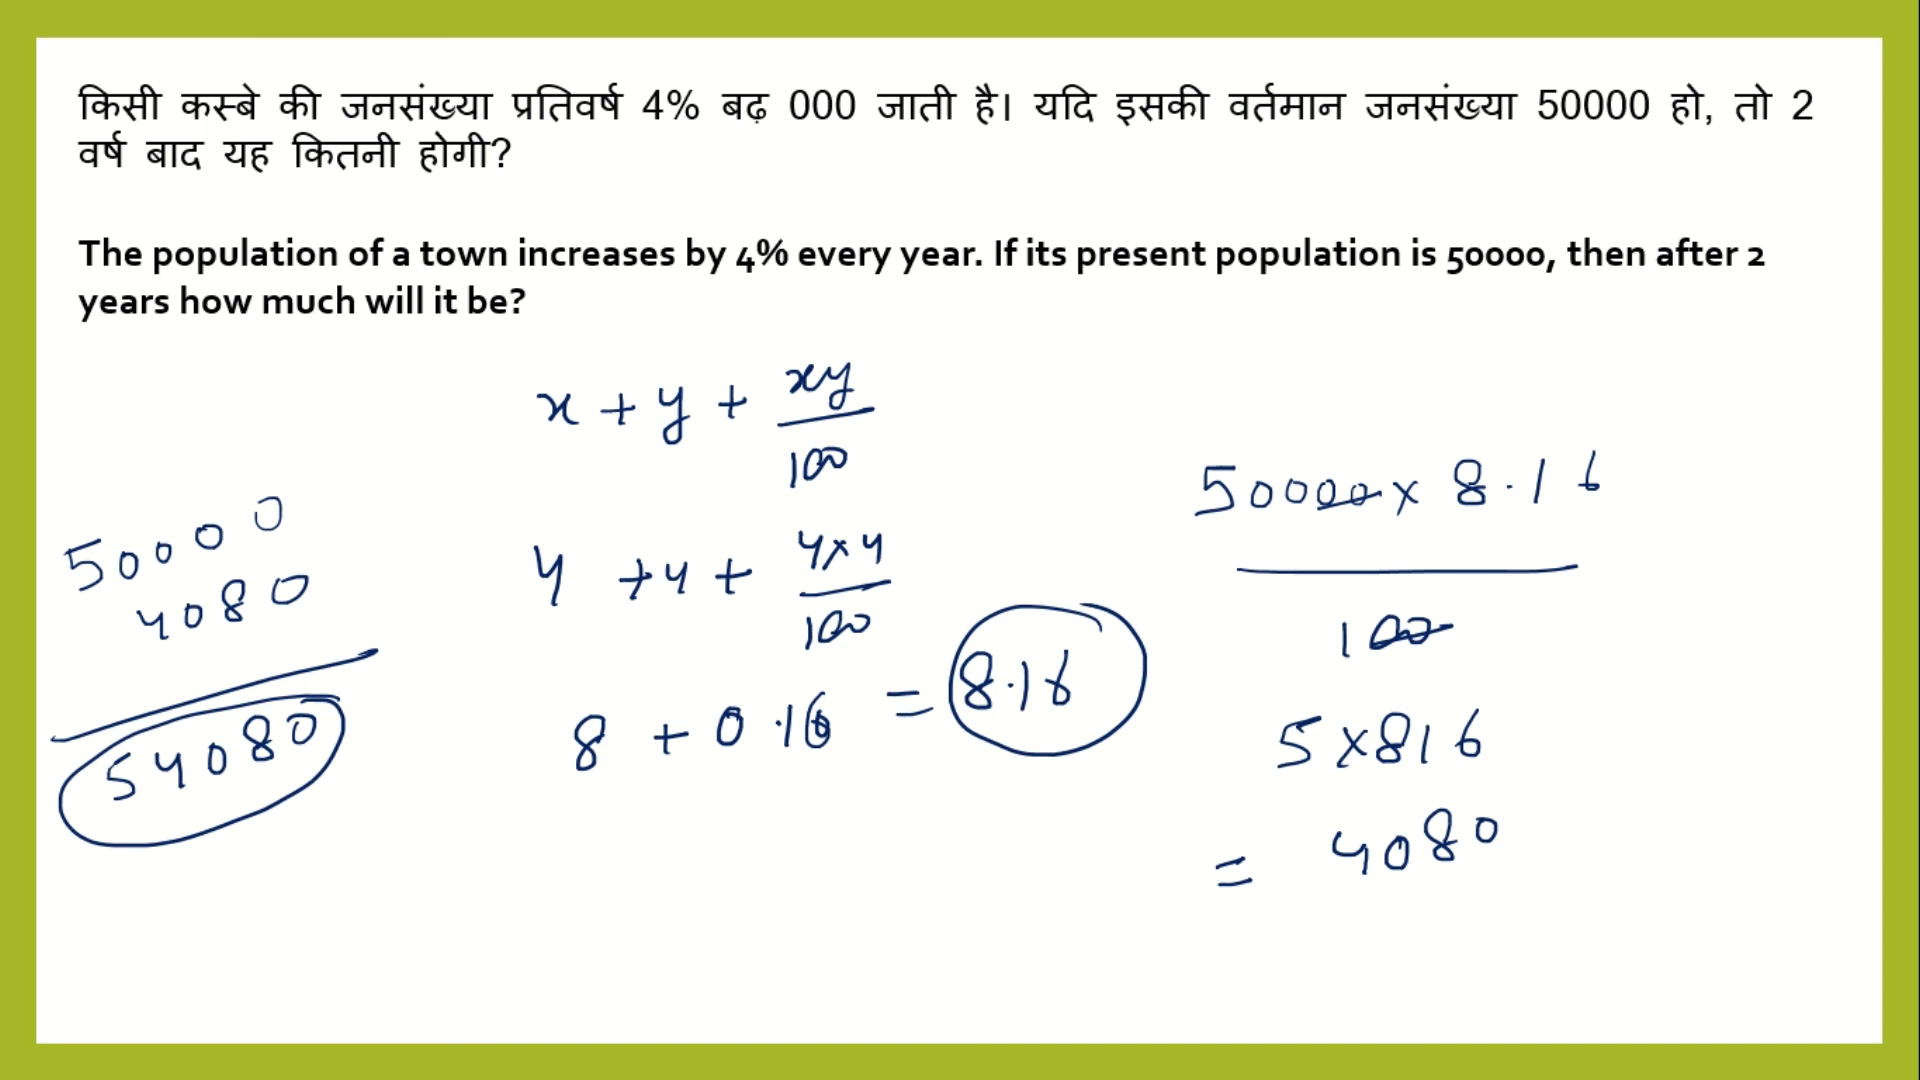 किसी कस्बे की जनसंख्या प्रतिवर्ष 4% बढ़ 000 जाती है। यदि इसकी वर्तमान जनसंख्या 50000 हो, तो 2
वर्ष बाद यह कितनी होगी?
The population of a town increases by 4% every year. If its present population is 50000, then after 2
years how much will it be?
x + y + xy
100
4 + 4 + 4x4
100
8 + 0.16 = 8.16
50000 x 8.16
100
5 x 816
= 4080
50000
4080
54080